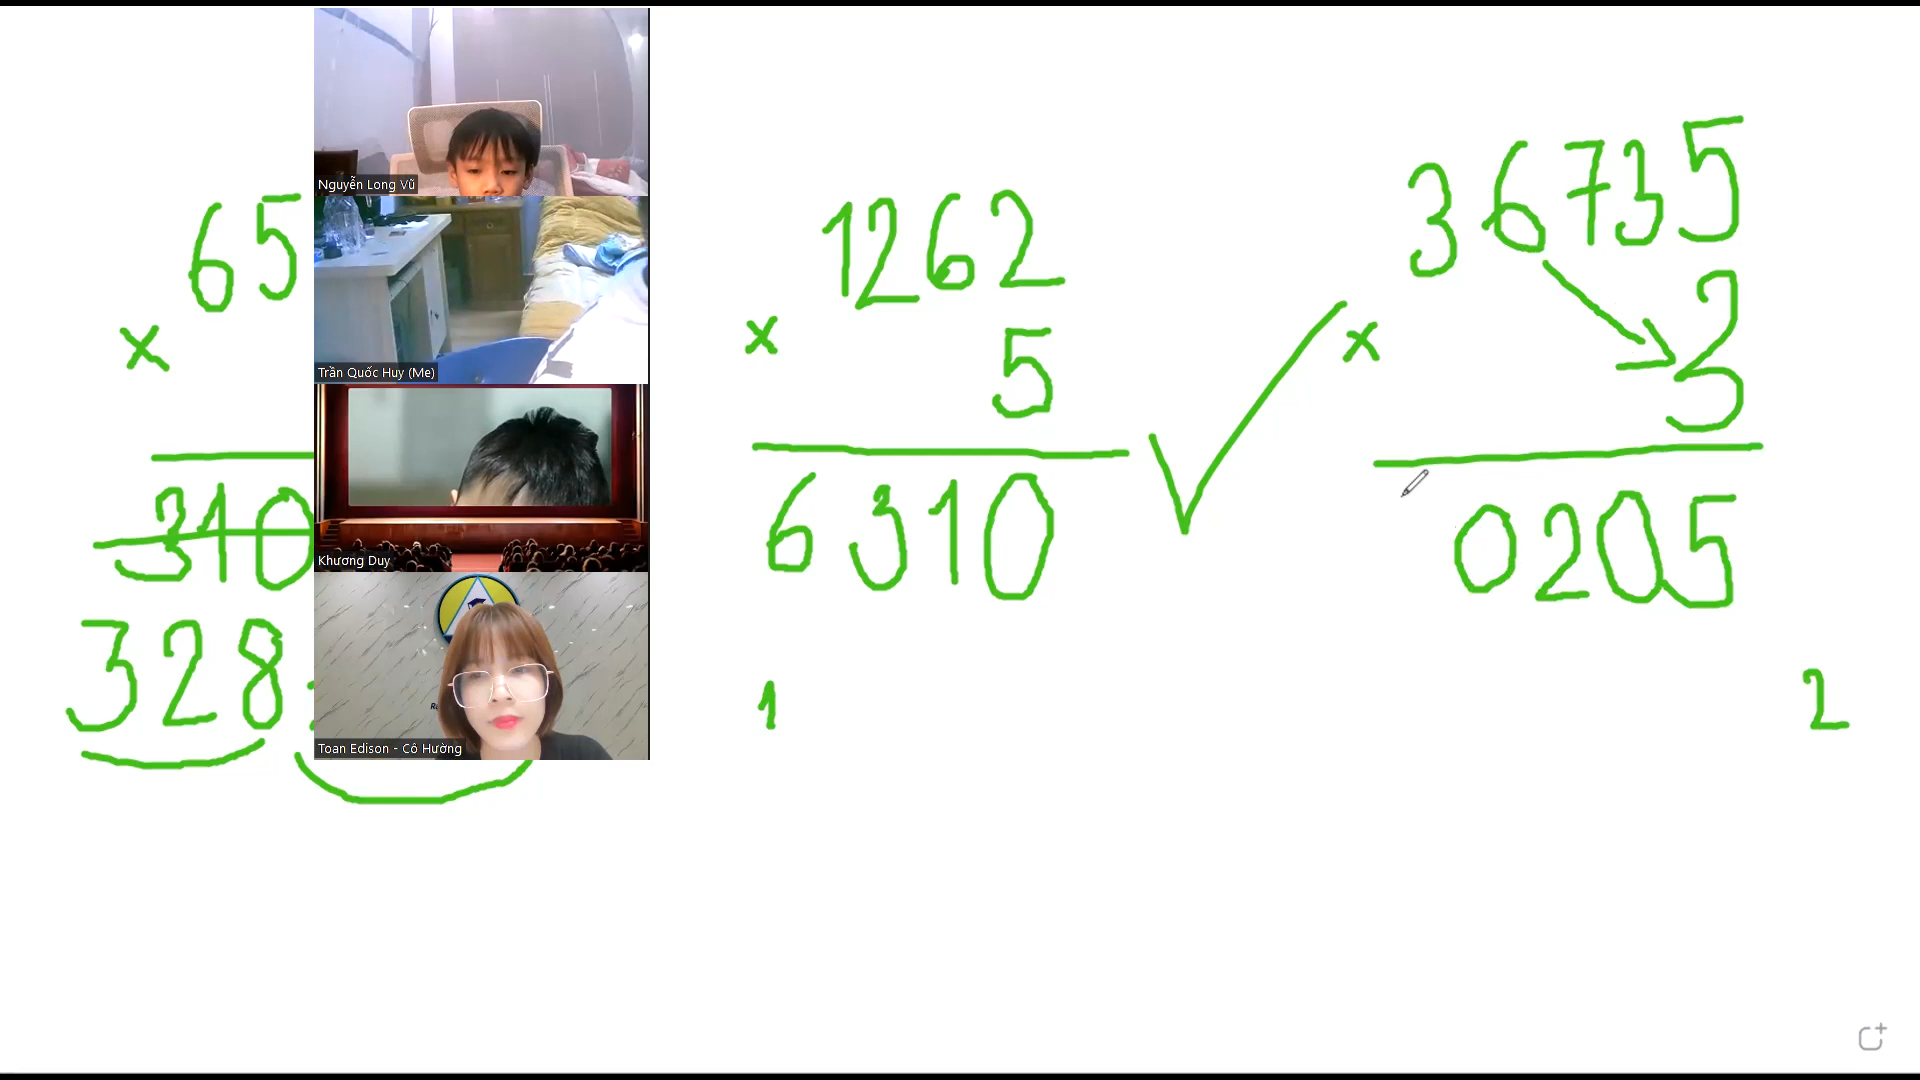 Nguyễn Long Vũ
Trần Quốc Huy (Me)
Khương Duy
Toan Edison - Cô Hường
65
x
310
328
1262
x
5
6310
1
36735
x
3
0205
2